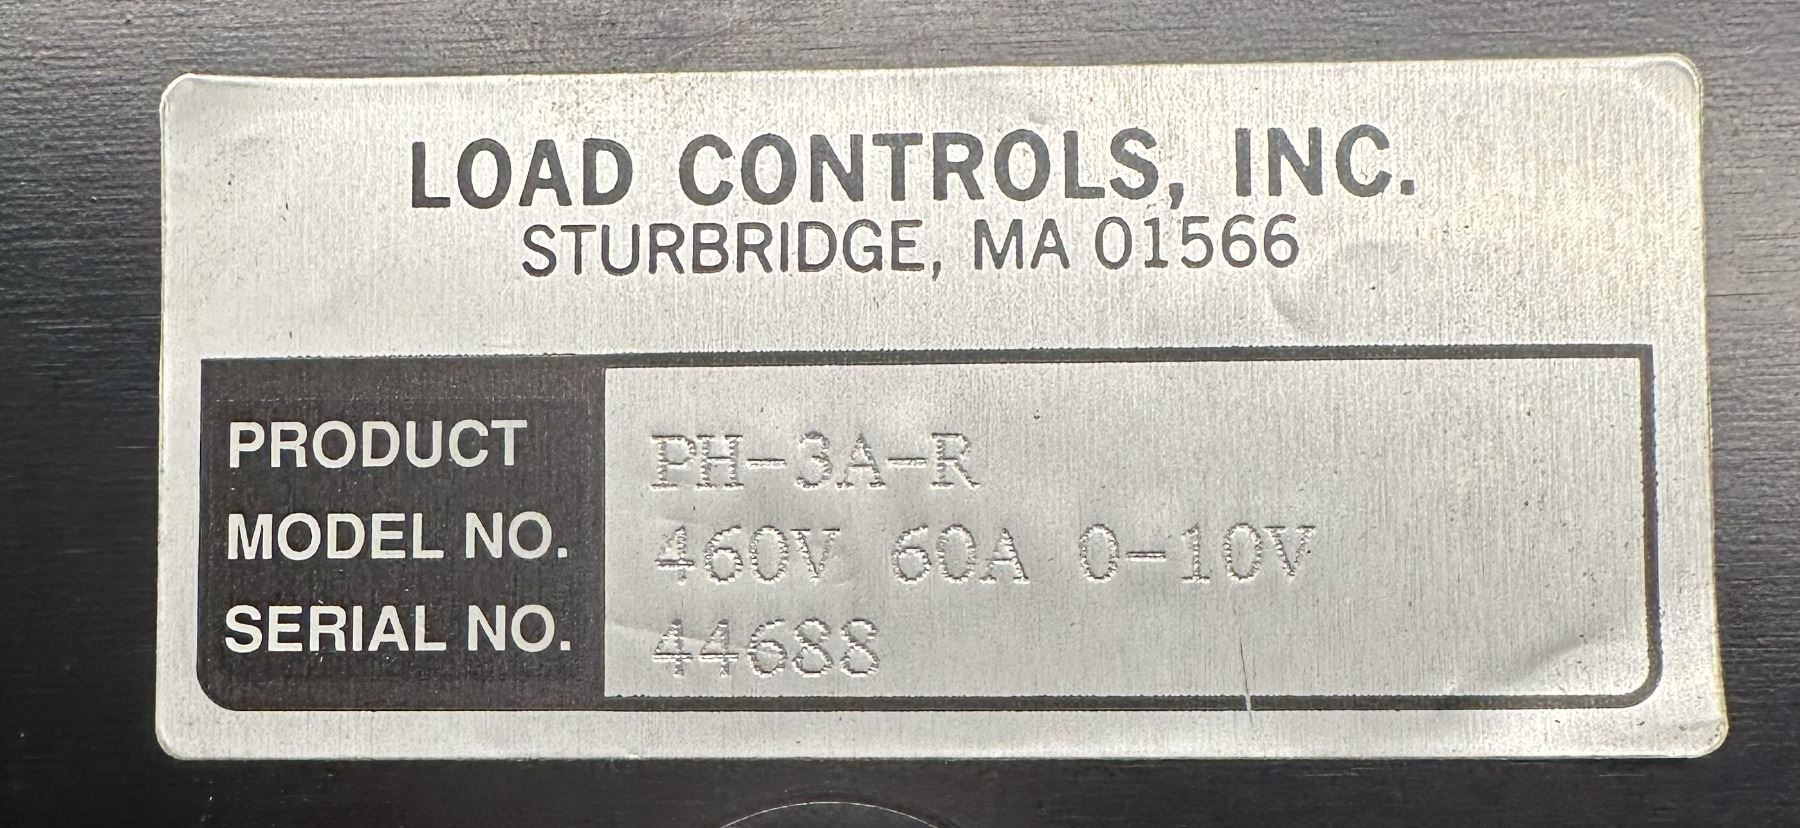 LOAD CONTROLS, INC.
STURBRIDGE, MA 01566
PRODUCT PH-3A-R
MODEL NO. 460V 60A 0-10V
SERIAL NO. 44688